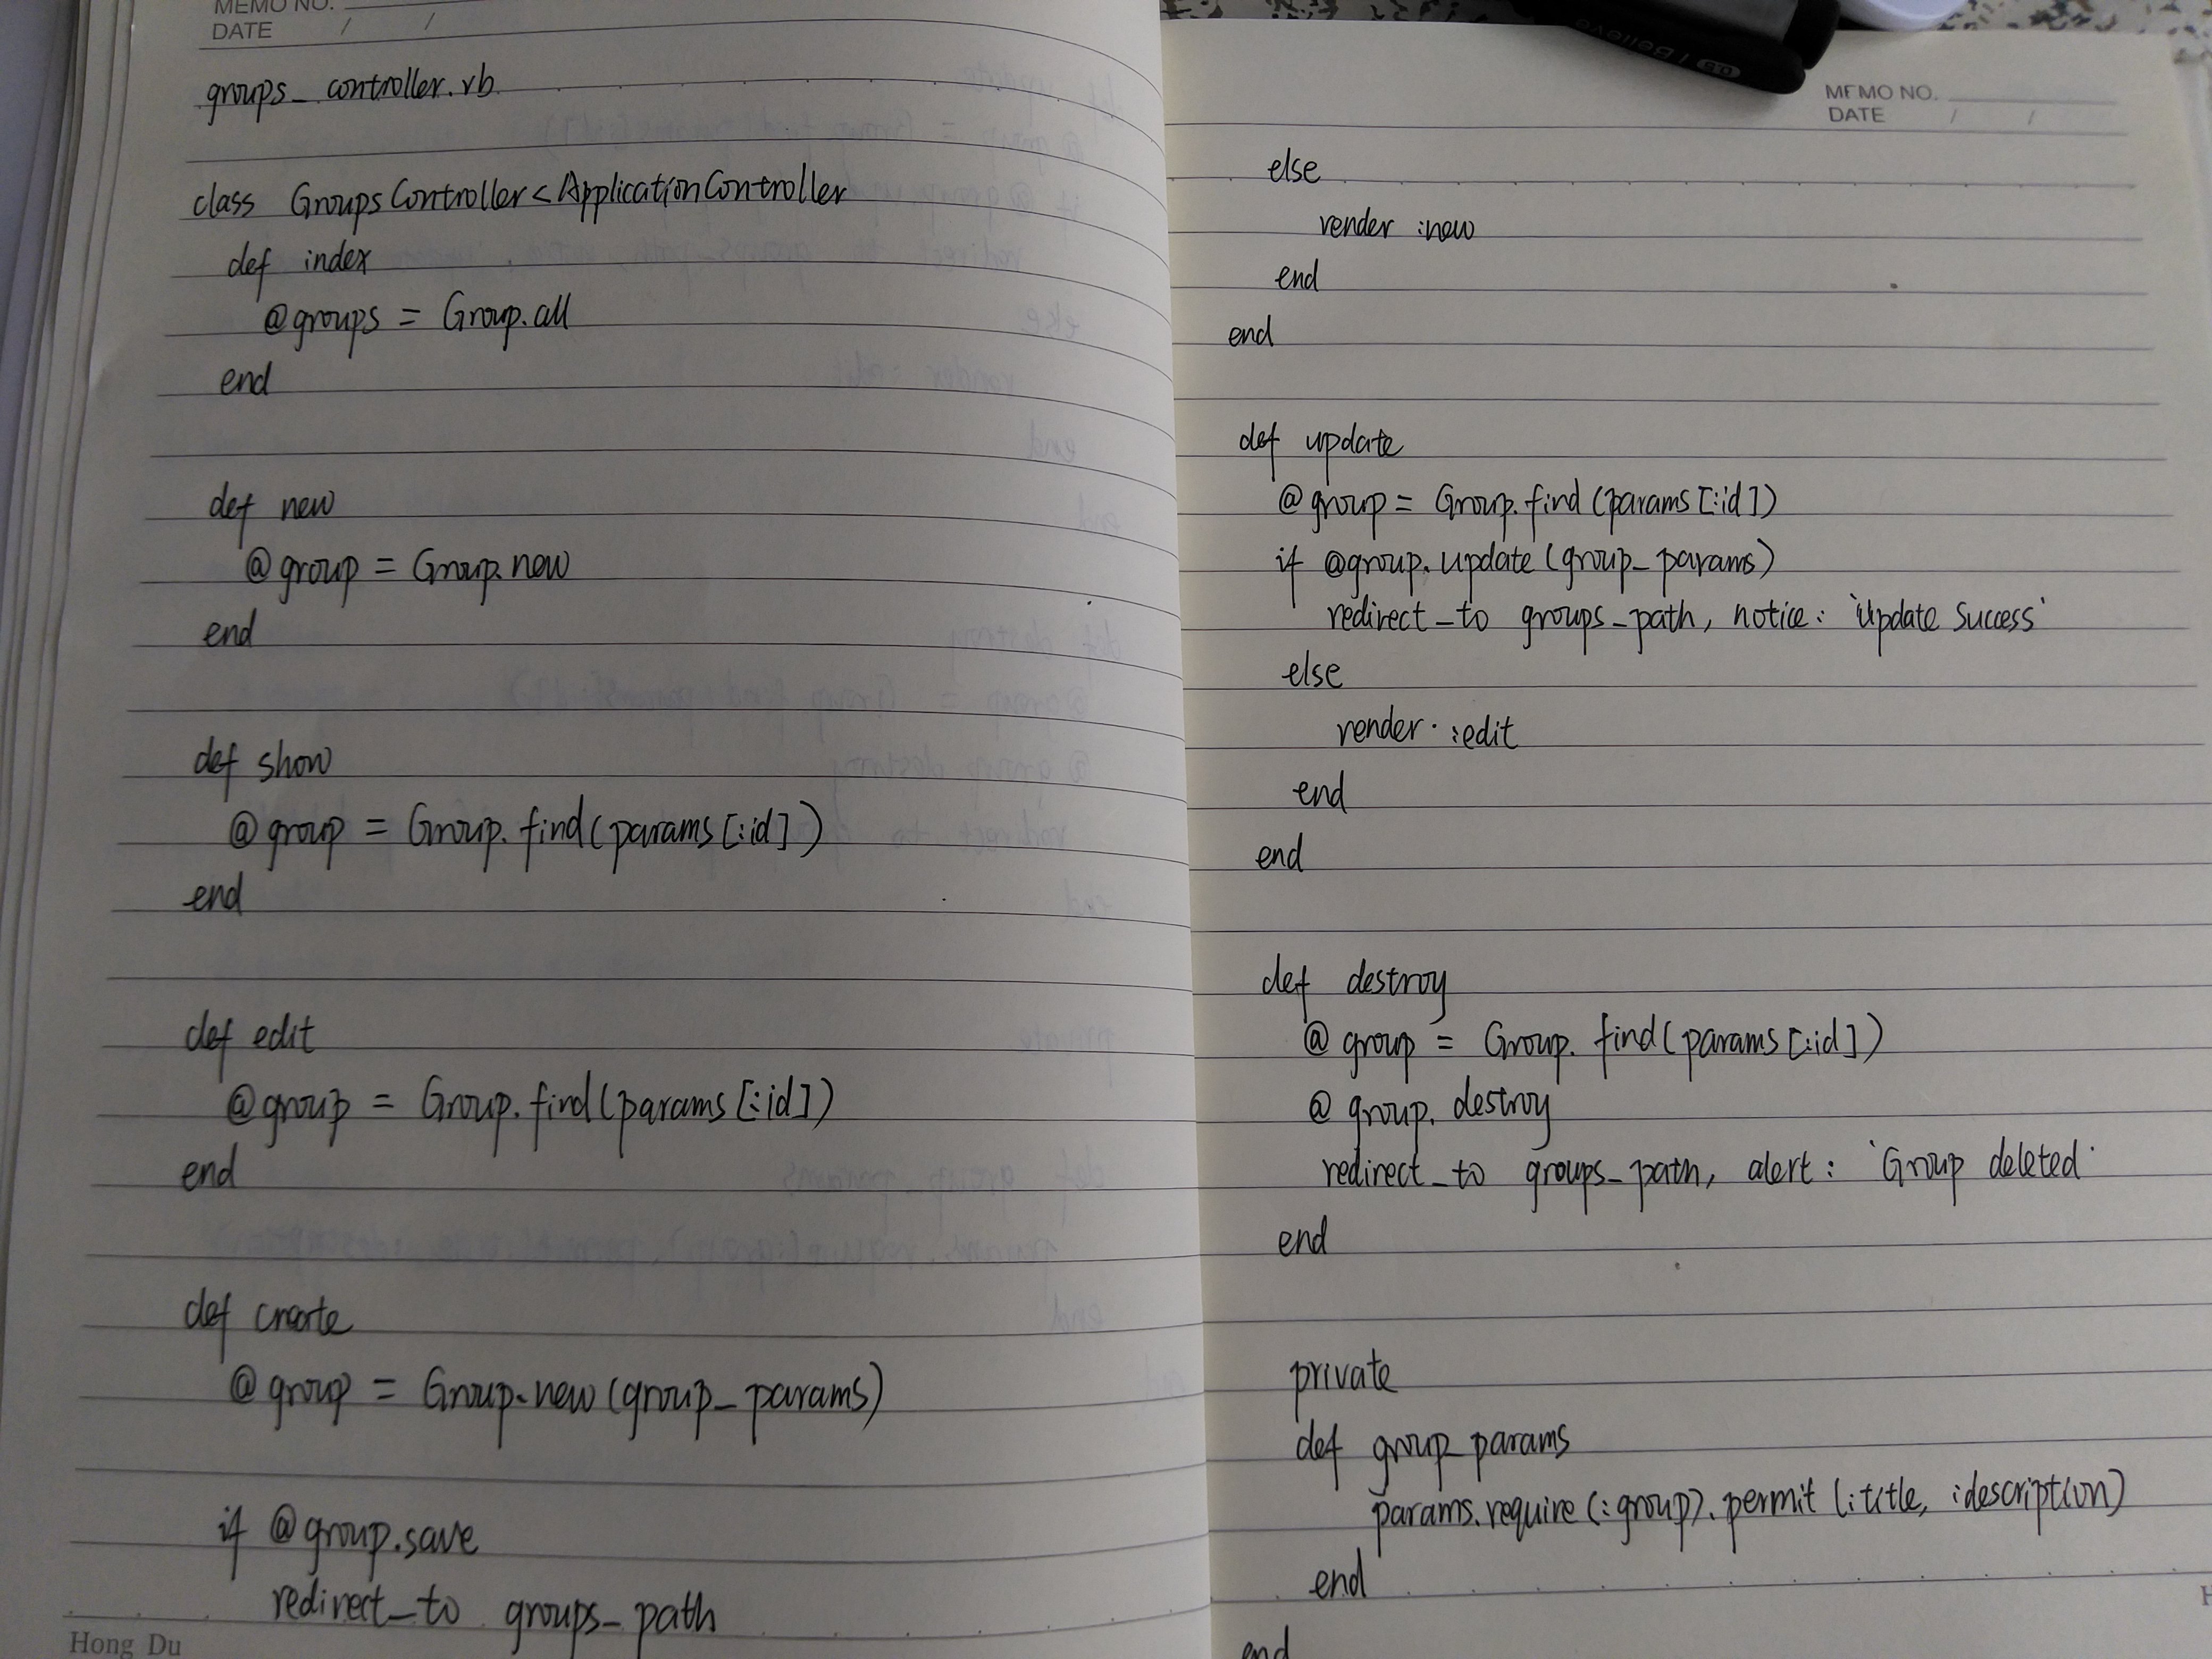 MEMO NO.
DATE / /
groups_controller.rb
class GroupsController < ApplicationController
def index
@groups = Group.all
end
def new
@group = Group.new
end
def show
@group = Group.find(params[:id])
end
def edit
@group = Group.find(params[:id])
end
def create
@group = Group.new(group_params)
if @group.save
redirect_to groups_path
Hong Du
I Believe 0.5
MEMO NO.
DATE / /
else
render :new
end
end
def update
@group = Group.find(params[:id])
if @group.update(group_params)
redirect_to groups_path, notice: 'Update Success'
else
render :edit
end
end
def destroy
@group = Group.find(params[:id])
@group.destroy
redirect_to groups_path, alert: 'Group deleted'
end
private
def group_params
params.require(:group).permit(:title, :description)
end
end